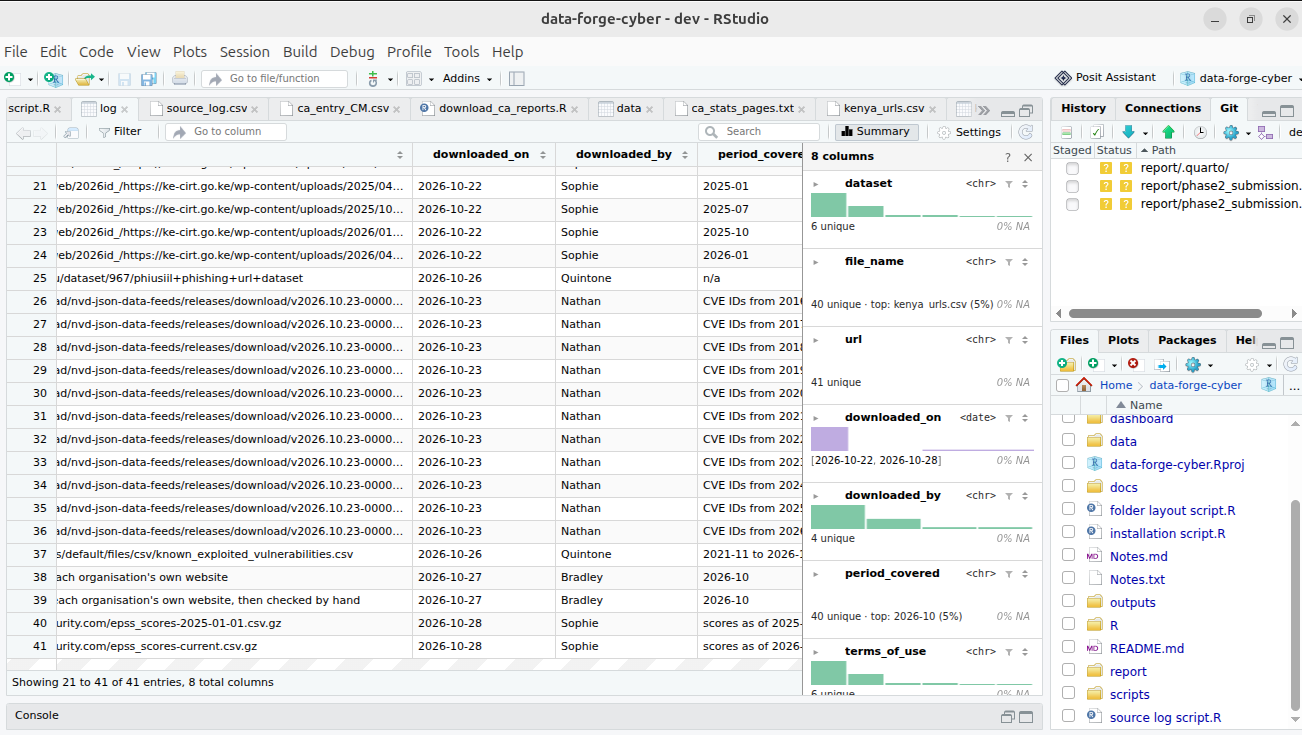 data-forge-cyber - dev - RStudio
File Edit Code View Plots Session Build Debug Profile Tools Help
Go to file/function Addins Posit Assistant data-forge-cyber
script.R log source_log.csv ca_entry_CM.csv download_ca_reports.R data ca_stats_pages.txt kenya_urls.csv
Filter Go to column Search Summary Settings
downloaded_on downloaded_by period_covere
21 eb/2026id_/https://ke-cirt.go.ke/wp-content/uploads/2025/04... 2026-10-22 Sophie 2025-01
22 eb/2026id_/https://ke-cirt.go.ke/wp-content/uploads/2025/10... 2026-10-22 Sophie 2025-07
23 eb/2026id_/https://ke-cirt.go.ke/wp-content/uploads/2026/01... 2026-10-22 Sophie 2025-10
24 eb/2026id_/https://ke-cirt.go.ke/wp-content/uploads/2026/04... 2026-10-22 Sophie 2026-01
25 /dataset/967/phiusiil+phishing+url+dataset 2026-10-26 Quintone n/a
26 ad/nvd-json-data-feeds/releases/download/v2026.10.23-0000... 2026-10-23 Nathan CVE IDs from 2016
27 ad/nvd-json-data-feeds/releases/download/v2026.10.23-0000... 2026-10-23 Nathan CVE IDs from 2017
28 ad/nvd-json-data-feeds/releases/download/v2026.10.23-0000... 2026-10-23 Nathan CVE IDs from 2018
29 ad/nvd-json-data-feeds/releases/download/v2026.10.23-0000... 2026-10-23 Nathan CVE IDs from 2019
30 ad/nvd-json-data-feeds/releases/download/v2026.10.23-0000... 2026-10-23 Nathan CVE IDs from 2020
31 ad/nvd-json-data-feeds/releases/download/v2026.10.23-0000... 2026-10-23 Nathan CVE IDs from 2021
32 ad/nvd-json-data-feeds/releases/download/v2026.10.23-0000... 2026-10-23 Nathan CVE IDs from 2022
33 ad/nvd-json-data-feeds/releases/download/v2026.10.23-0000... 2026-10-23 Nathan CVE IDs from 2023
34 ad/nvd-json-data-feeds/releases/download/v2026.10.23-0000... 2026-10-23 Nathan CVE IDs from 2024
35 ad/nvd-json-data-feeds/releases/download/v2026.10.23-0000... 2026-10-23 Nathan CVE IDs from 2025
36 ad/nvd-json-data-feeds/releases/download/v2026.10.23-0000... 2026-10-23 Nathan CVE IDs from 2026
37 s/default/files/csv/known_exploited_vulnerabilities.csv 2026-10-26 Quintone 2021-11 to 2026-1
38 ach organisation's own website 2026-10-27 Bradley 2026-10
39 each organisation's own website, then checked by hand 2026-10-27 Bradley 2026-10
40 urity.com/epss_scores-2025-01-01.csv.gz 2026-10-28 Sophie scores as of 2025-
41 urity.com/epss_scores-current.csv.gz 2026-10-28 Sophie scores as of 2026-
Showing 21 to 41 of 41 entries, 8 total columns
8 columns ?
dataset <chr>
6 unique 0% NA
file_name <chr>
40 unique · top: kenya_urls.csv (5%) 0% NA
url <chr>
41 unique 0% NA
downloaded_on <date>
[2026-10-22, 2026-10-28] 0% NA
downloaded_by <chr>
4 unique 0% NA
period_covered <chr>
40 unique · top: 2026-10 (5%) 0% NA
terms_of_use <chr>
6 unique 0% NA
Console
History Connections Git
de
Staged Status Path
? ? report/.quarto/
? ? report/phase2_submission.
? ? report/phase2_submission.
Files Plots Packages Hel
Home data-forge-cyber ...
Name
dashboard
data
data-forge-cyber.Rproj
docs
folder layout script.R
installation script.R
MD Notes.md
Notes.txt
outputs
R
MD README.md
report
scripts
source log script.R